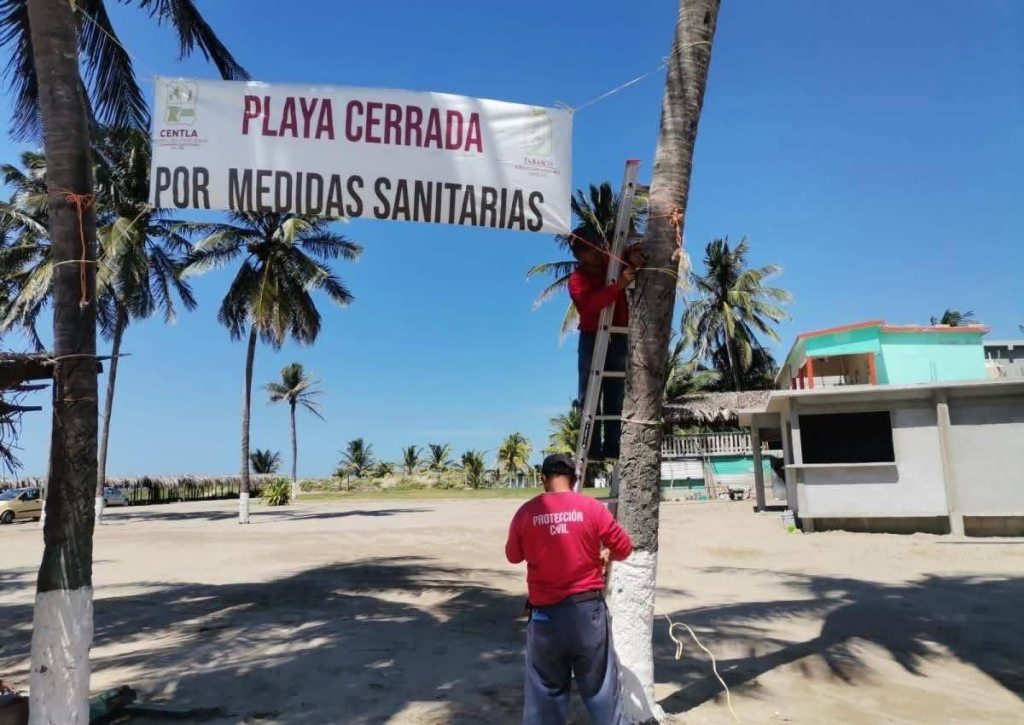 PLAYA CERRADA
CENTLA
TABASCO
POR MEDIDAS SANITARIAS
PROTECCIÓN
CIVIL